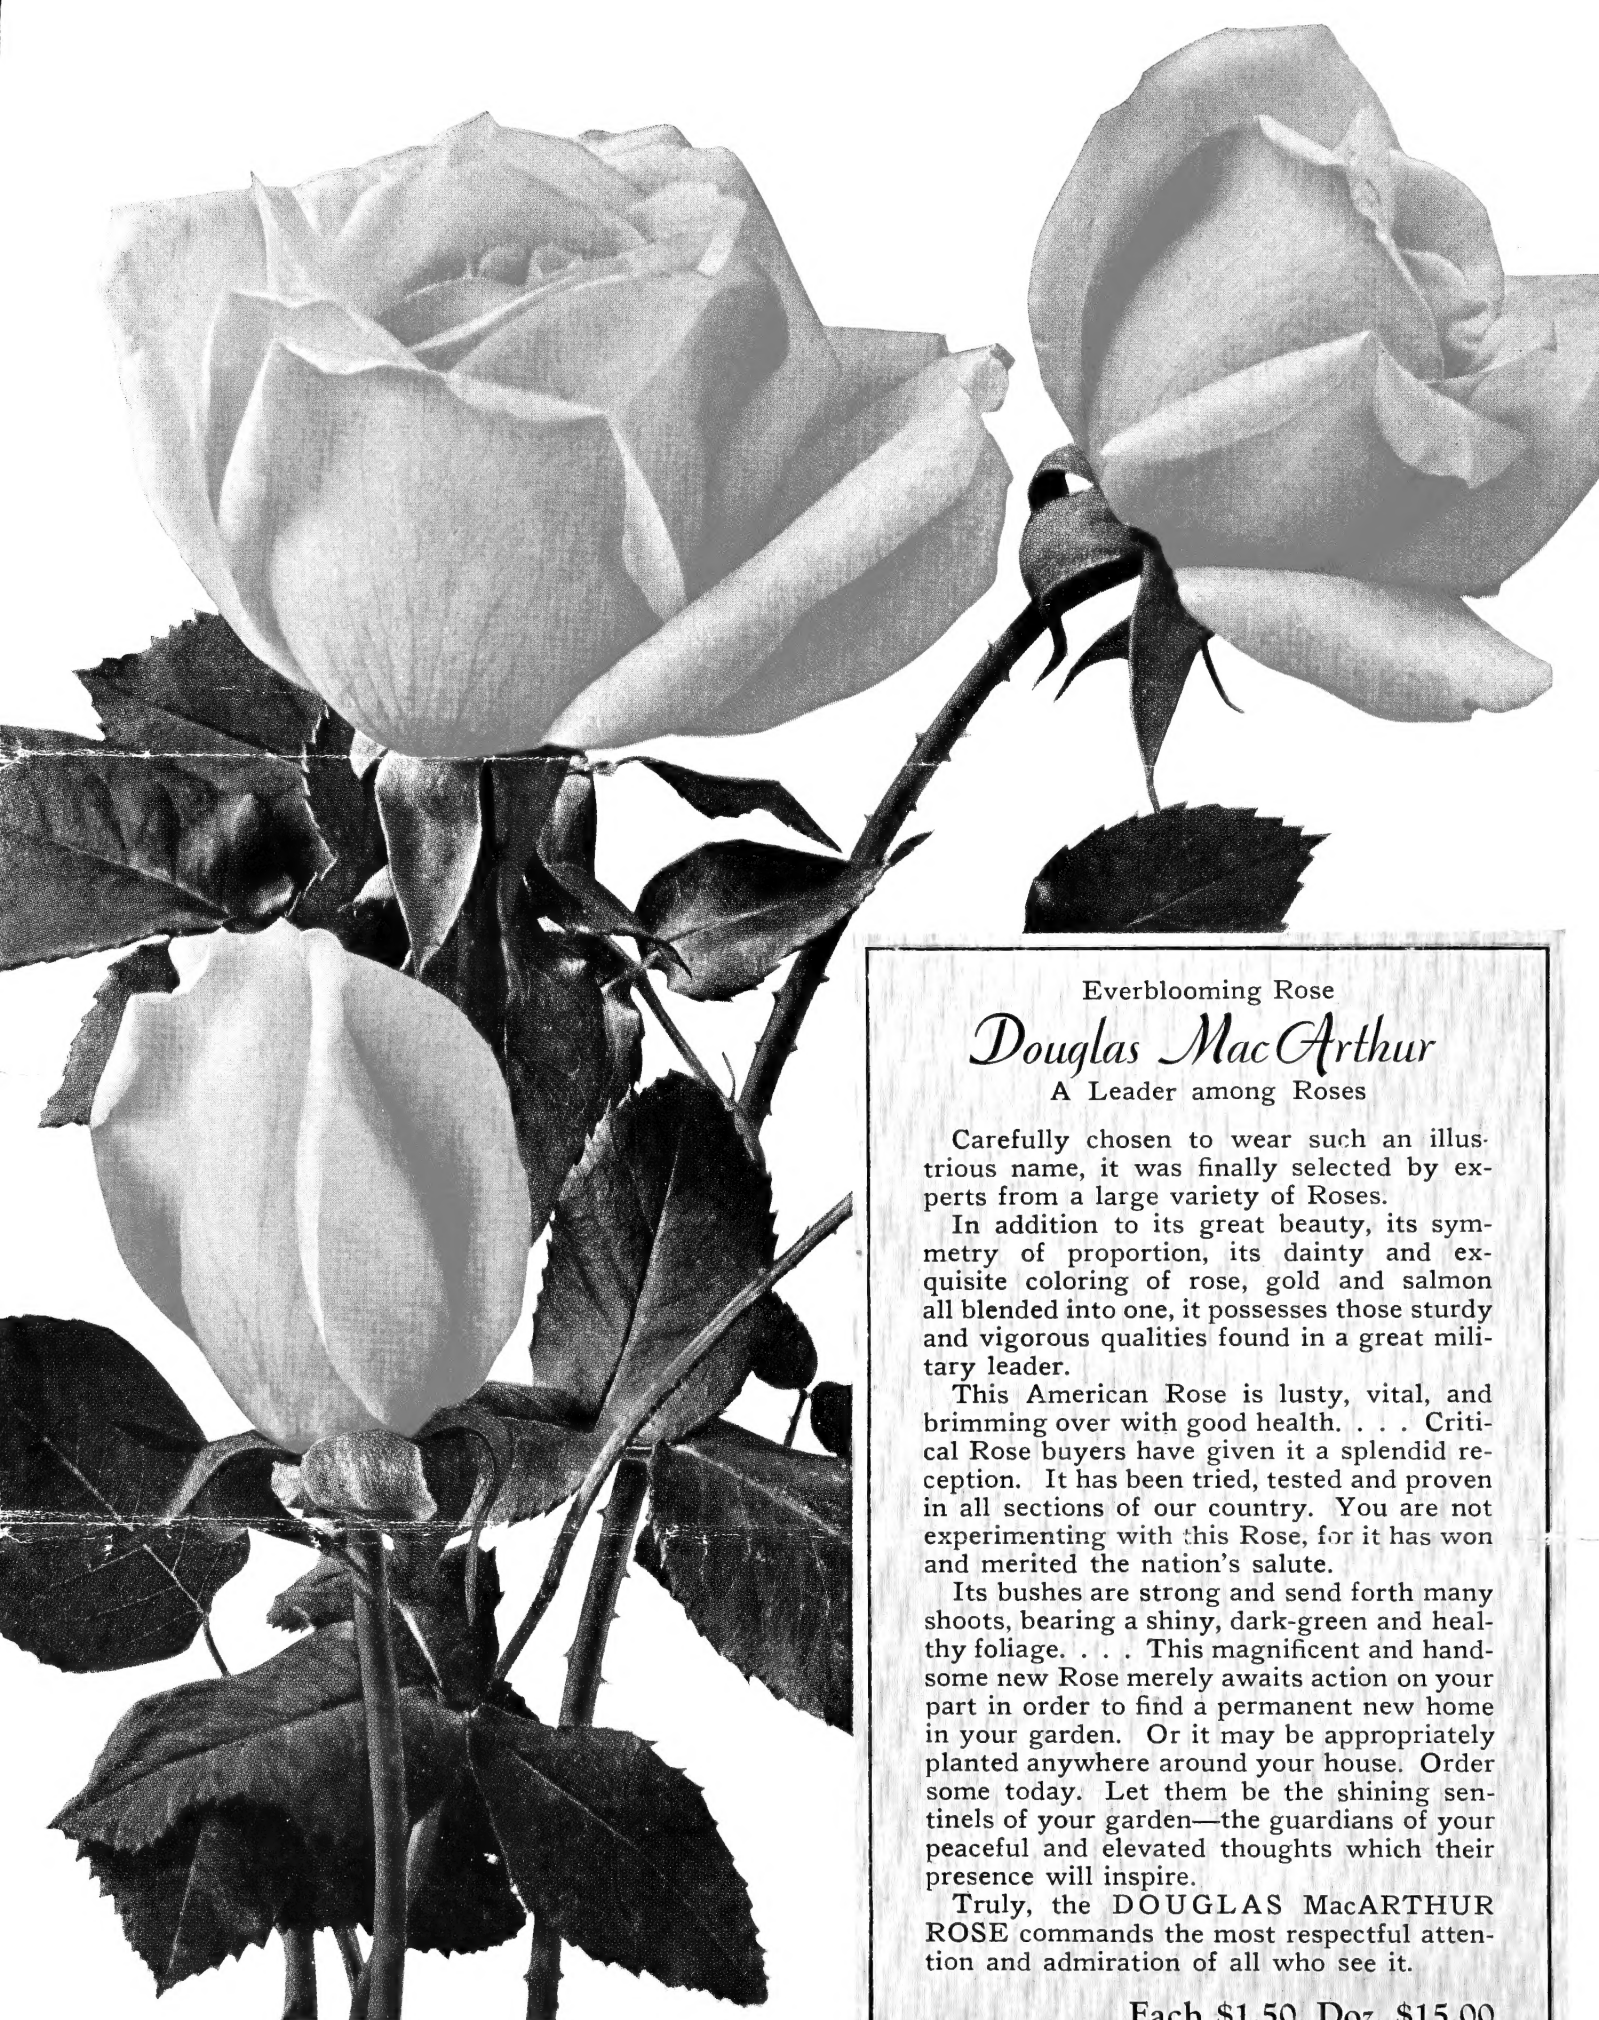 Everblooming Rose
Douglas MacArthur
A Leader among Roses
Carefully chosen to wear such an illus-
trious name, it was finally selected by ex-
perts from a large variety of Roses.
In addition to its great beauty, its sym-
metry of proportion, its dainty and ex-
quisite coloring of rose, gold and salmon
all blended into one, it possesses those sturdy
and vigorous qualities found in a great mili-
tary leader.
This American Rose is lusty, vital, and
brimming over with good health. . . . Criti-
cal Rose buyers have given it a splendid re-
ception. It has been tried, tested and proven
in all sections of our country. You are not
experimenting with this Rose, for it has won
and merited the nation's salute.
Its bushes are strong and send forth many
shoots, bearing a shiny, dark-green and heal-
thy foliage. . . . This magnificent and hand-
some new Rose merely awaits action on your
part in order to find a permanent new home
in your garden. Or it may be appropriately
planted anywhere around your house. Order
some today. Let them be the shining sen-
tinels of your garden—the guardians of your
peaceful and elevated thoughts which their
presence will inspire.
Truly, the DOUGLAS MacARTHUR
ROSE commands the most respectful atten-
tion and admiration of all who see it.
Each $1.50, Doz. $15.00